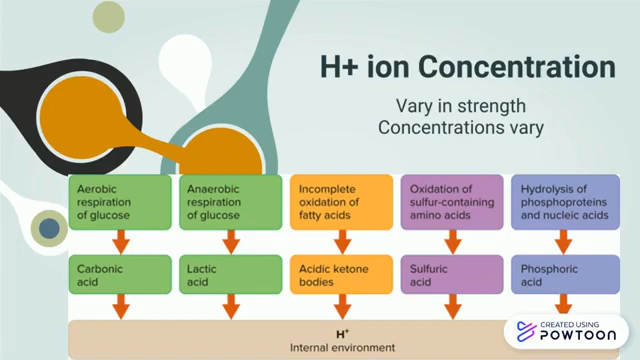 H+ ion Concentration
Vary in strength
Concentrations vary
Aerobic
respiration
of glucose
Anaerobic
respiration
of glucose
Incomplete
oxidation of
fatty acids
Oxidation of
sulfur-containing
amino acids
Hydrolysis of
phosphoproteins
and nucleic acids
Carbonic
acid
Lactic
acid
Acidic ketone
bodies
Sulfuric
acid
Phosphoric
acid
H+
Internal environment
CREATED USING
POWTOON